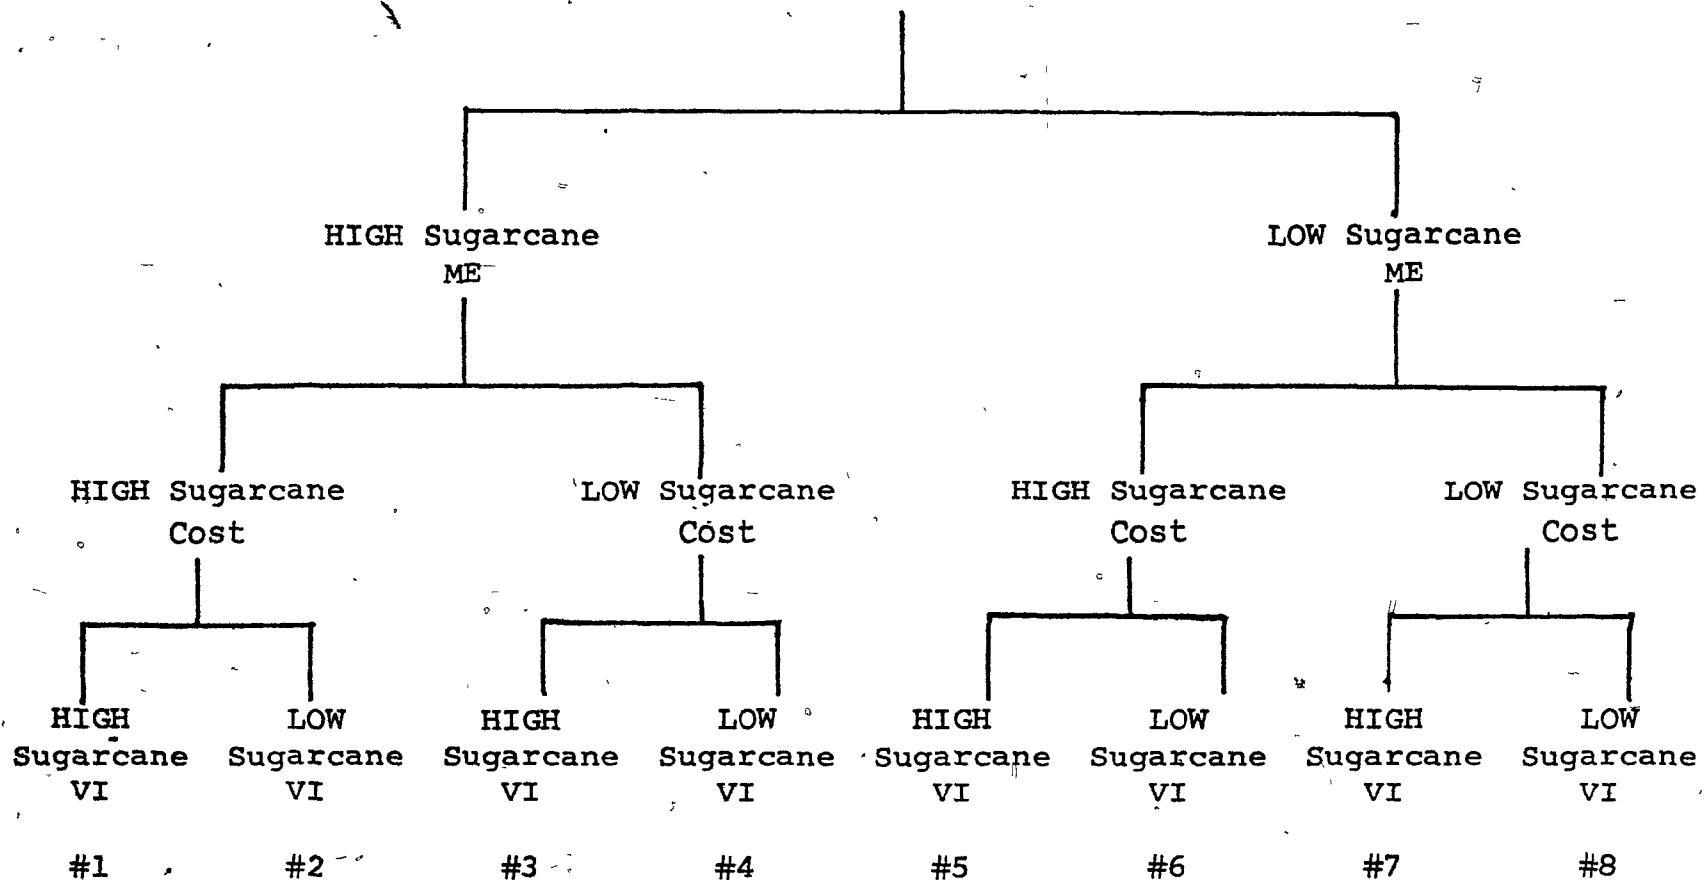 HIGH Sugarcane
ME
LOW Sugarcane
ME
HIGH Sugarcane
Cost
LOW Sugarcane
Cost
HIGH Sugarcane
Cost
LOW Sugarcane
Cost
HIGH
Sugarcane
VI
LOW
Sugarcane
VI
HIGH
Sugarcane
VI
LOW
Sugarcane
VI
HIGH
Sugarcane
VI
LOW
Sugarcane
VI
HIGH
Sugarcane
VI
LOW
Sugarcane
VI
#1 #2 #3 #4 #5 #6 #7 #8